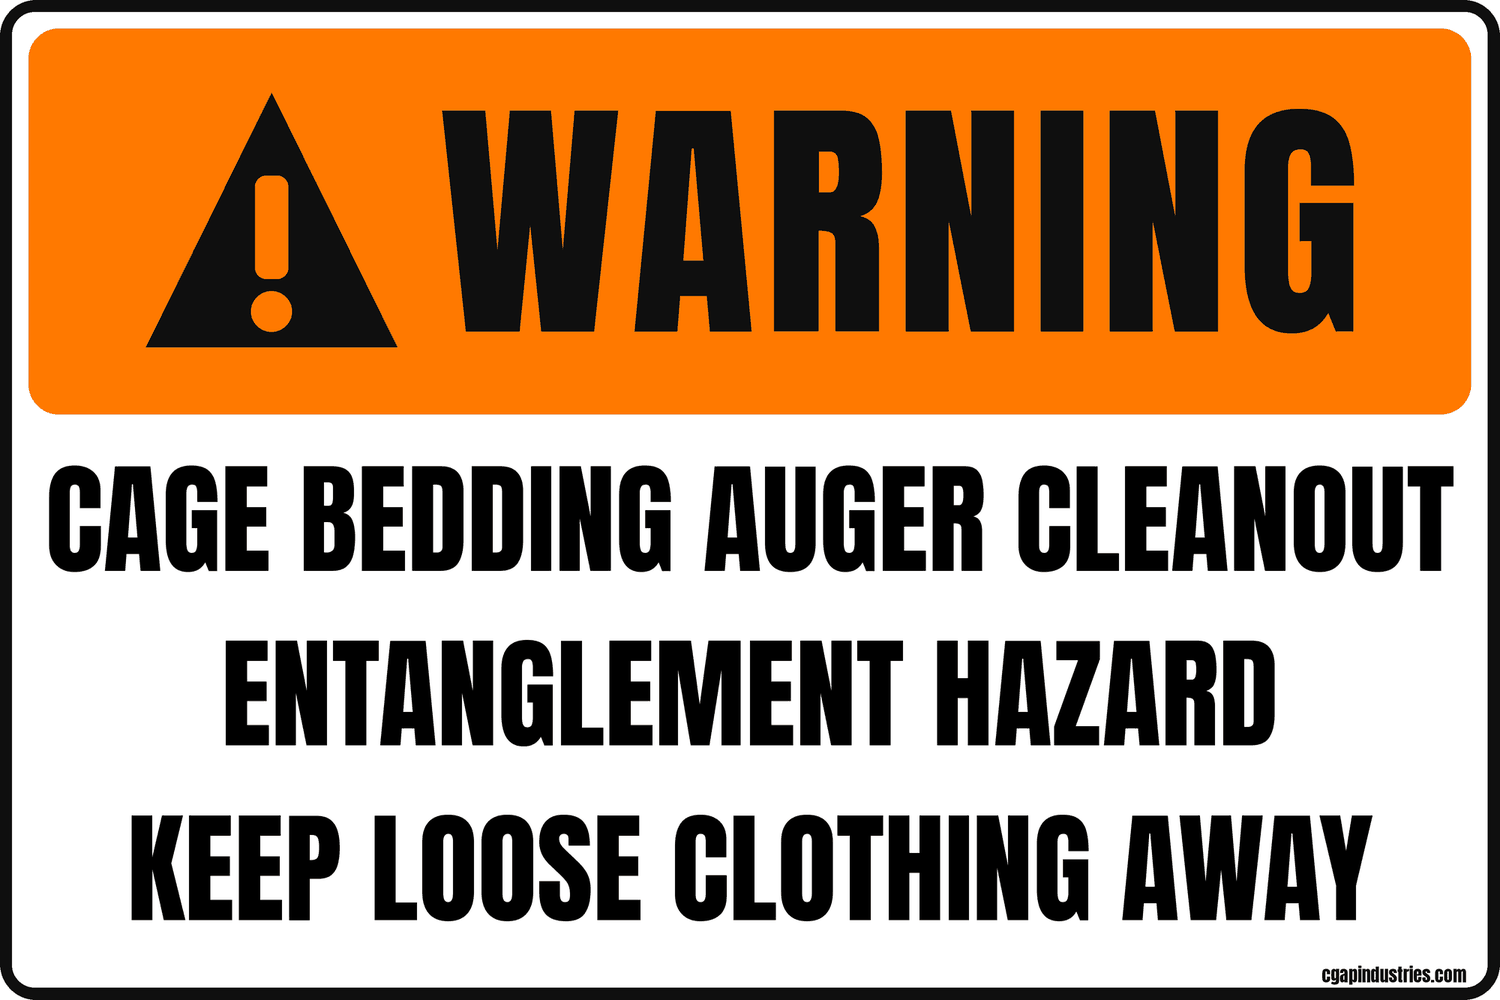 WARNING
CAGE BEDDING AUGER CLEANOUT
ENTANGLEMENT HAZARD
KEEP LOOSE CLOTHING AWAY
cgapindustries.com